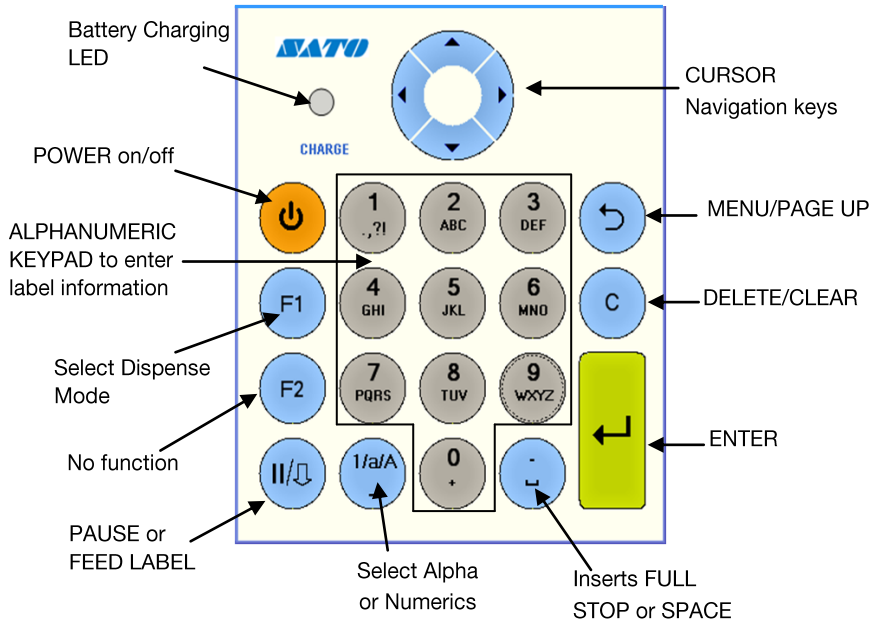 Battery Charging
LED
SATO
CURSOR
Navigation keys
CHARGE
POWER on/off
MENU/PAGE UP
1
.,?!
2
ABC
3
DEF
ALPHANUMERIC
KEYPAD to enter
label information
F1
4
GHI
5
JKL
6
MNO
C
DELETE/CLEAR
Select Dispense
Mode
F2
7
PQRS
8
TUV
9
WXYZ
ENTER
No function
II/⇩
1/a/A
0
+
-
␣
PAUSE or
FEED LABEL
Select Alpha
or Numerics
Inserts FULL
STOP or SPACE